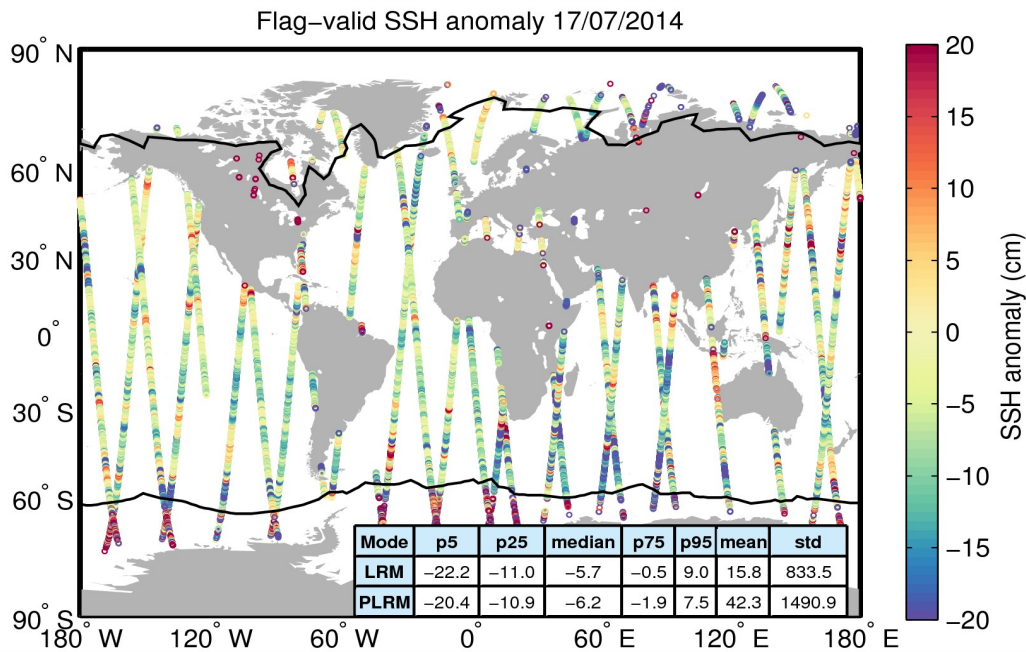 Flag−valid SSH anomaly 17/07/2014
90° N
60° N
30° N
0°
30° S
60° S
90° S
180° W 120° W 60° W 0° 60° E 120° E 180° E
Mode p5 p25 median p75 p95 mean std
LRM −22.2 −11.0 −5.7 −0.5 9.0 15.8 833.5
PLRM −20.4 −10.9 −6.2 −1.9 7.5 42.3 1490.9
20
15
10
5
0
−5
−10
−15
−20
SSH anomaly (cm)